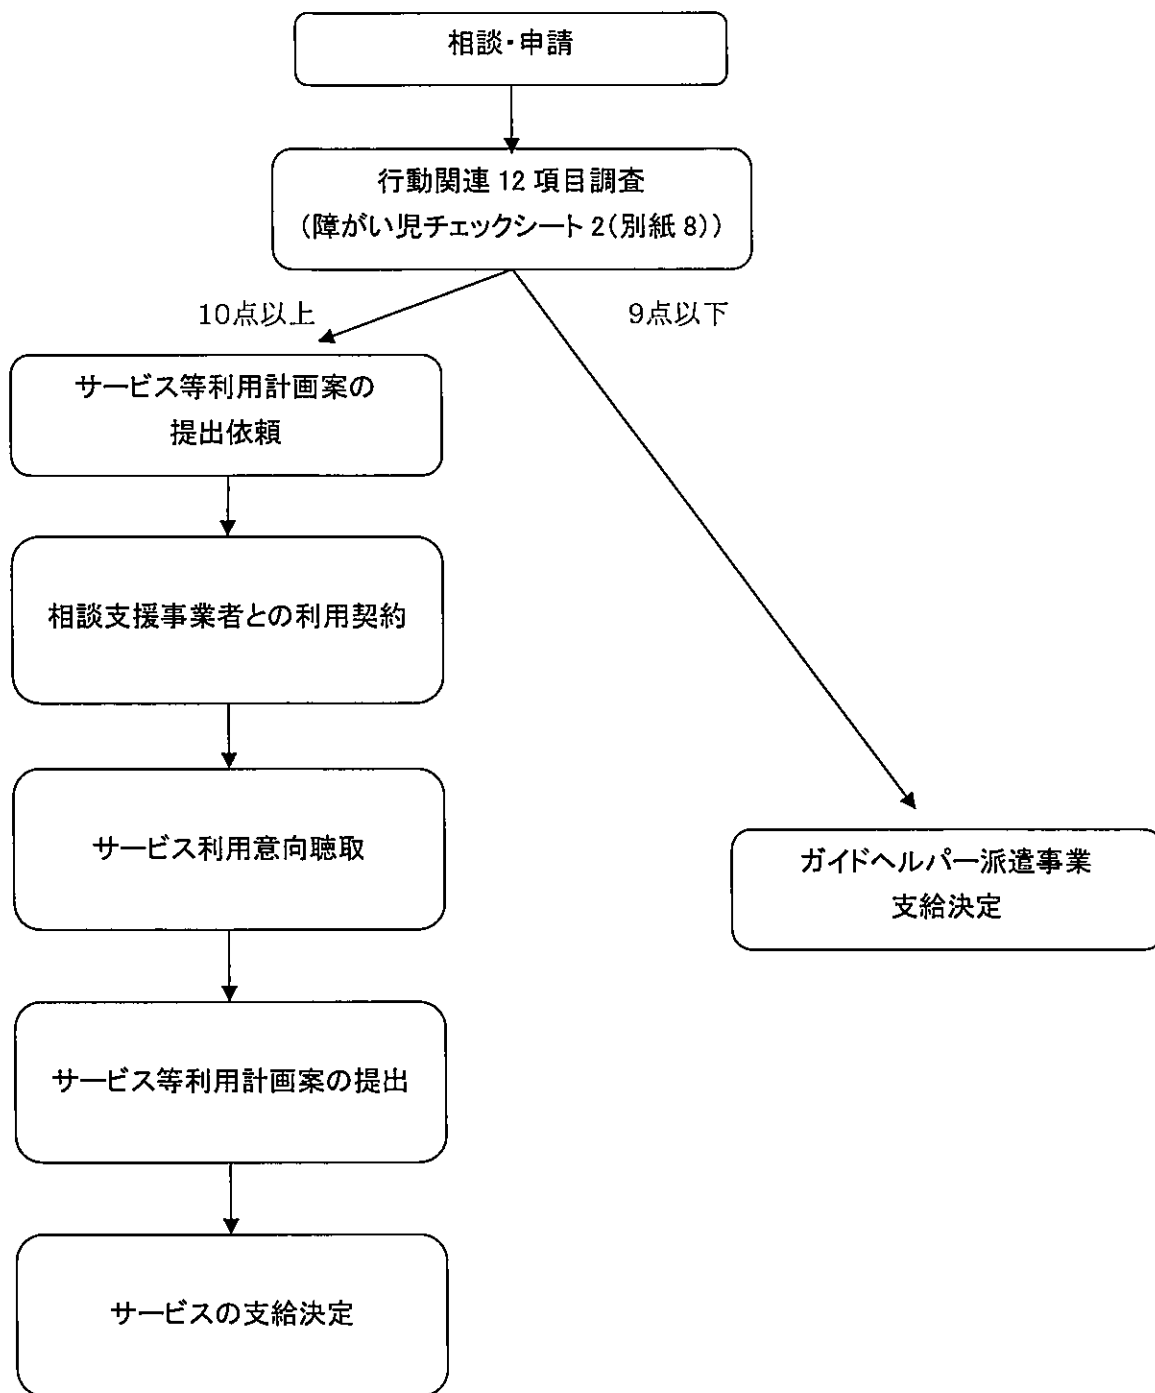 相談・申請
行動関連 12 項目調査
(障がい児チェックシート 2(別紙 8))
10点以上
9点以下
サービス等利用計画案の
提出依頼
相談支援事業者との利用契約
サービス利用意向聴取
ガイドヘルパー派遣事業
支給決定
サービス等利用計画案の提出
サービスの支給決定